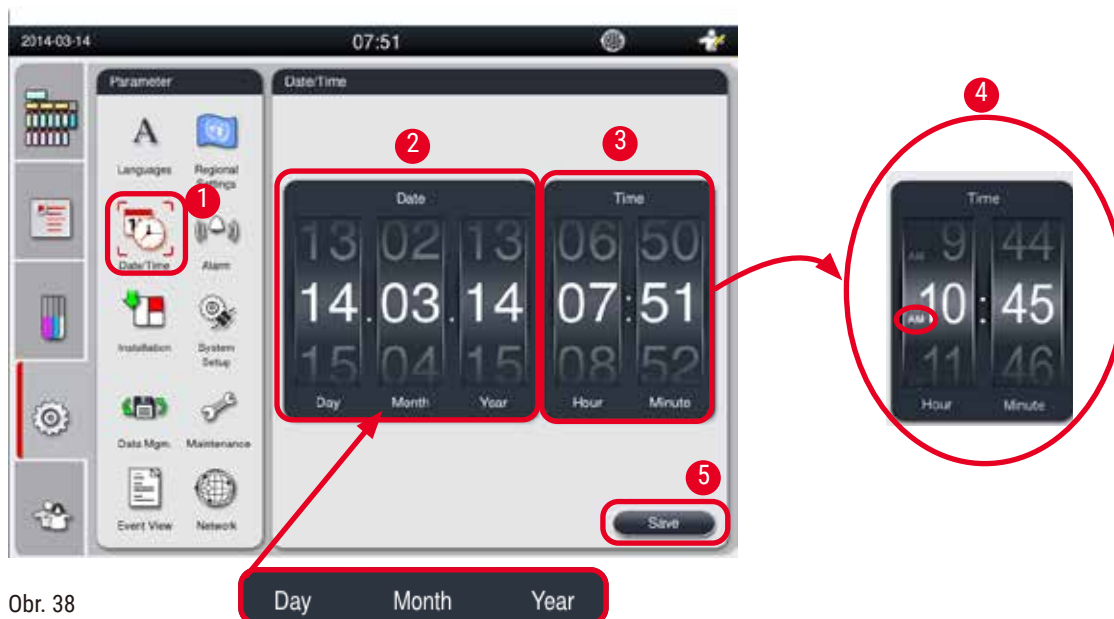 2014-03-14 07:51
Parameter
Date/Time
A
Languages
Regional
Settings
1
Date/Time
Alarm
Installation
System
Setup
Data Mgm.
Maintenance
Event View
Network
2
Date
13 02 13
14.03.14
15 04 15
Day Month Year
3
Time
06 50
07:51
08 52
Hour Minute
4
Time
AM 9 44
AM 10:45
11 46
Hour Minute
5
Save
Day Month Year
Obr. 38